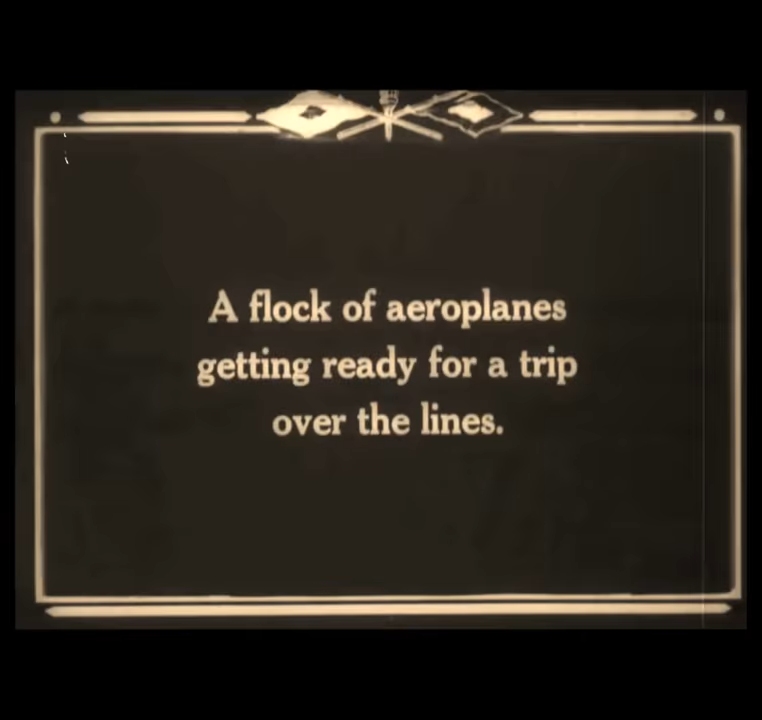 A flock of aeroplanes
getting ready for a trip
over the lines.